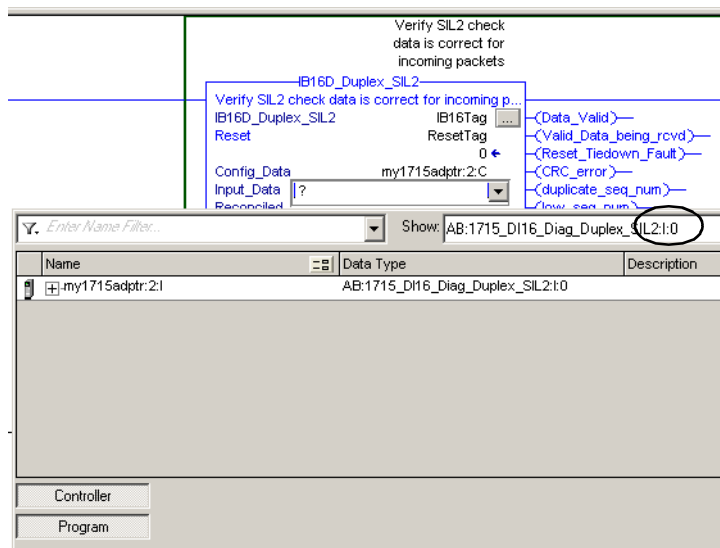 Verify SIL2 check
data is correct for
incoming packets
IB16D_Duplex_SIL2
Verify SIL2 check data is correct for incoming p...
IB16D_Duplex_SIL2 IB16Tag ... (Data_Valid)
Reset ResetTag (Valid_Data_being_rcvd)
0 (Reset_Tiedown_Fault)
Config_Data my1715adptr:2:C (CRC_error)
Input_Data ? (duplicate_seq_num)
Reconciled (low_seq_num)
Enter Name Filter... Show: AB:1715_DI16_Diag_Duplex_SIL2:I:0
Name Data Type Description
my1715adptr:2:I AB:1715_DI16_Diag_Duplex_SIL2:I:0
Controller
Program